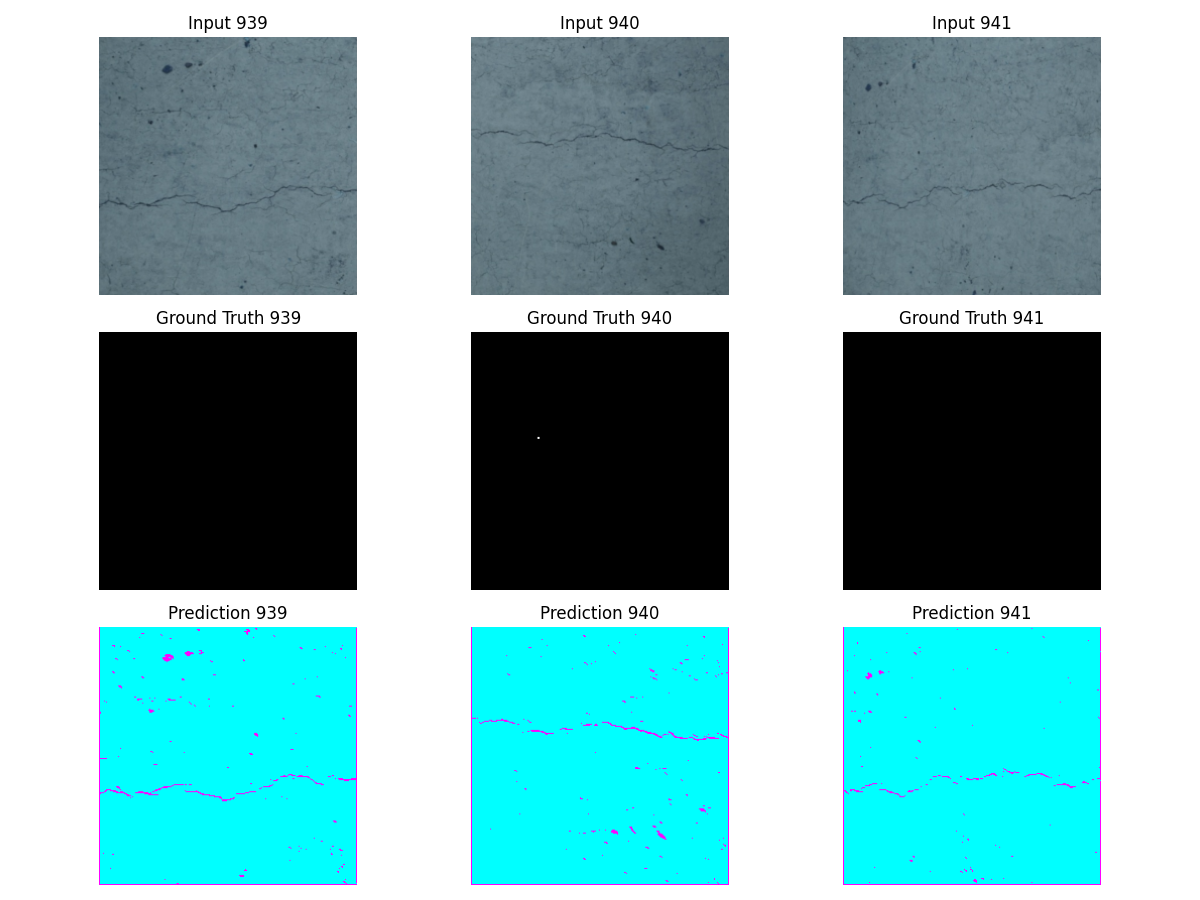 Input 939
Input 940
Input 941
Ground Truth 939
Ground Truth 940
Ground Truth 941
Prediction 939
Prediction 940
Prediction 941